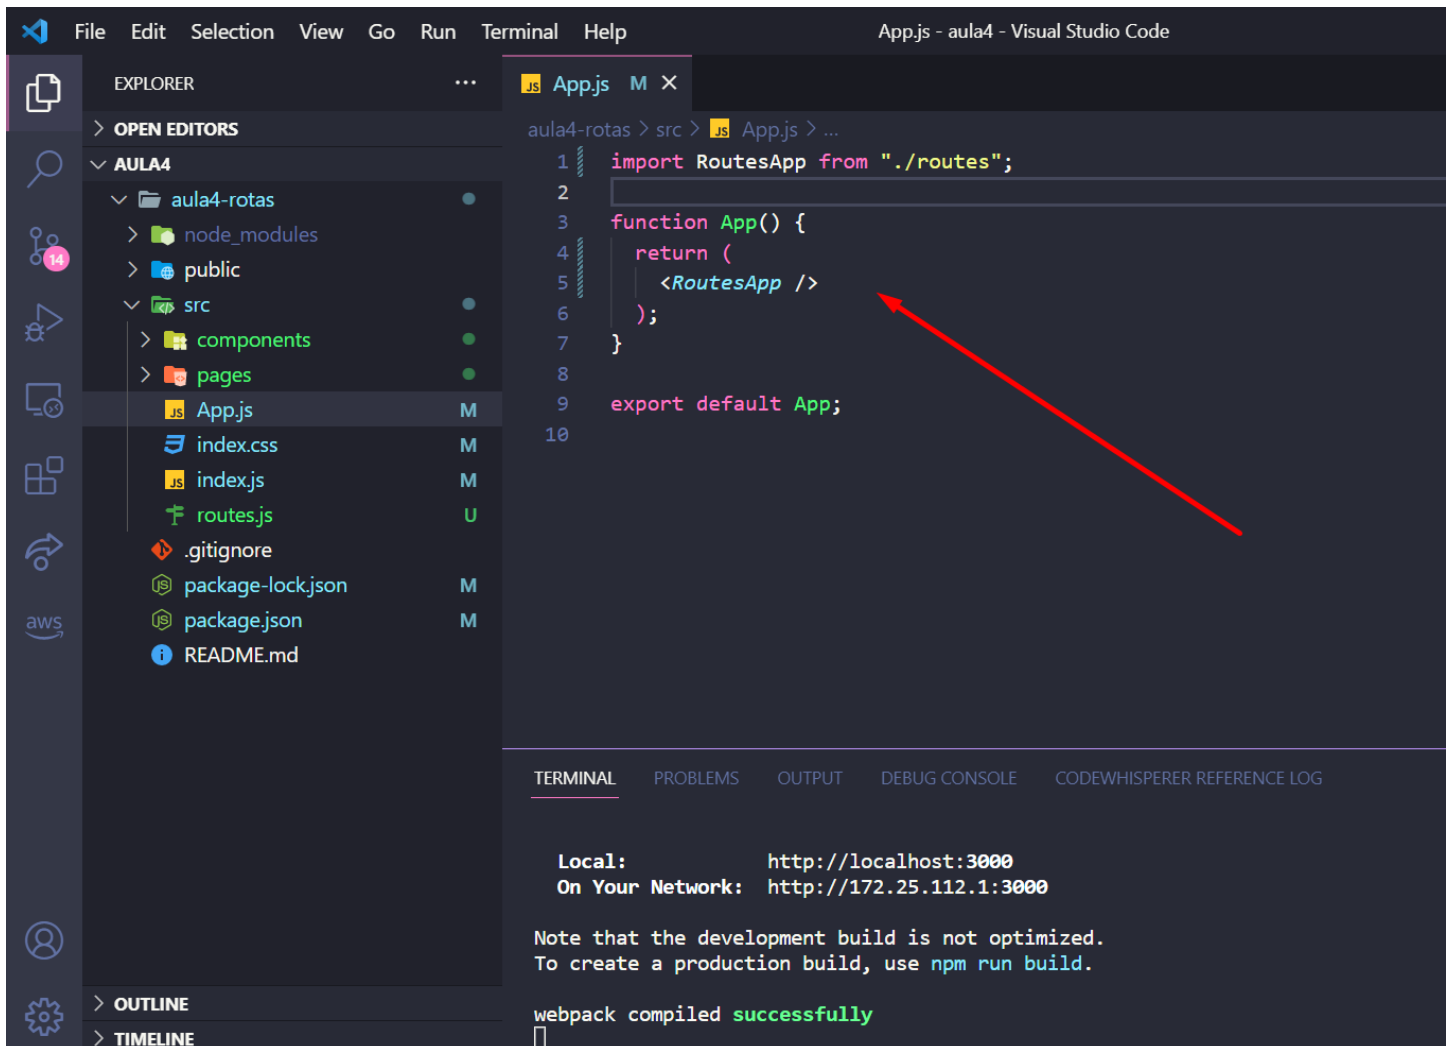 File Edit Selection View Go Run Terminal Help App.js - aula4 - Visual Studio Code
EXPLORER ···
OPEN EDITORS
AULA4
aula4-rotas
node_modules
public
src
components
pages
App.js M
index.css M
index.js M
routes.js U
.gitignore
package-lock.json M
package.json M
README.md
OUTLINE
TIMELINE
14
aws
JS App.js M
aula4-rotas > src > JS App.js > ...
1 import RoutesApp from "./routes";
2
3 function App() {
4 return (
5 <RoutesApp />
6 );
7 }
8
9 export default App;
10
TERMINAL PROBLEMS OUTPUT DEBUG CONSOLE CODEWHISPERER REFERENCE LOG
Local: http://localhost:3000
On Your Network: http://172.25.112.1:3000
Note that the development build is not optimized.
To create a production build, use npm run build.
webpack compiled successfully